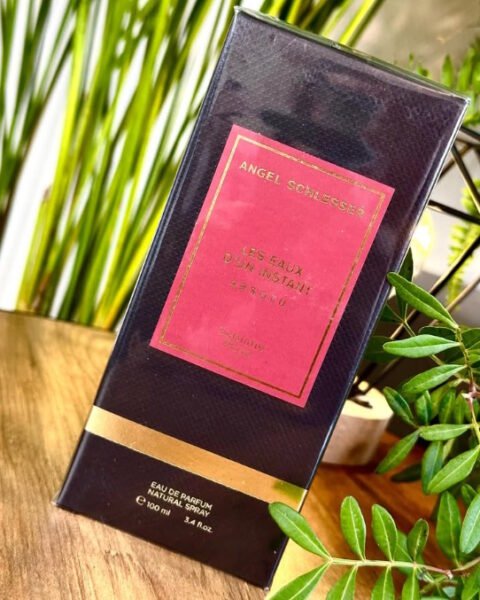 ANGEL SCHLESSER
LES EAUX
D'UN INSTANT
EAU DE PARFUM
NATURAL SPRAY
℮ 100 ml 3.4 fl.oz.